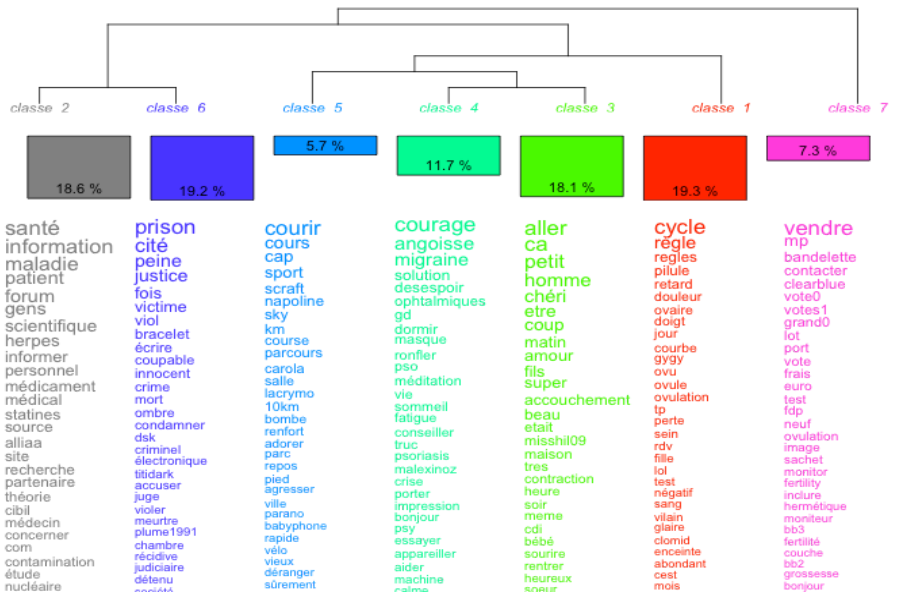 classe 2
classe 6
classe 5
classe 4
classe 3
classe 1
classe 7
18.6 %
19.2 %
5.7 %
11.7 %
18.1 %
19.3 %
7.3 %
santé
information
maladie
patient
forum
gens
scientifique
herpes
informer
personnel
médicament
médical
statines
source
alliaa
site
recherche
partenaire
théorie
cibil
médecin
concerner
com
contamination
étude
nucléaire
prison
cité
peine
justice
fois
victime
viol
bracelet
écrire
coupable
innocent
crime
mort
ombre
condamner
dsk
criminel
électronique
titidark
accuser
juge
violer
meurtre
plume1991
chambre
récidive
judiciaire
détenu
société
courir
cours
cap
sport
scraft
napoline
sky
km
course
parcours
carola
salle
lacrymo
10km
bombe
renfort
adorer
parc
repos
pied
agresser
ville
parano
babyphone
rapide
vélo
vieux
déranger
sûrement
courage
angoisse
migraine
solution
desespoir
ophtalmiques
gd
dormir
masque
ronfler
pso
méditation
vie
sommeil
fatigue
conseiller
truc
psoriasis
malexinoz
crise
porter
impression
bonjour
psy
essayer
appareiller
aider
machine
calme
aller
ca
petit
homme
chéri
etre
coup
matin
amour
fils
super
accouchement
beau
etait
misshil09
maison
tres
contraction
heure
soir
meme
cdi
bébé
sourire
rentrer
heureux
soeur
cycle
règle
regles
pilule
retard
douleur
ovaire
doigt
jour
courbe
gygy
ovu
ovule
ovulation
tp
perte
sein
rdv
fille
lol
test
négatif
sang
vilain
glaire
clomid
enceinte
abondant
cest
mois
vendre
mp
bandelette
contacter
clearblue
vote0
votes1
grand0
lot
port
vote
frais
euro
test
fdp
neuf
ovulation
image
sachet
monitor
fertility
inclure
hermétique
moniteur
bb3
fertilité
couche
bb2
grossesse
bonjour